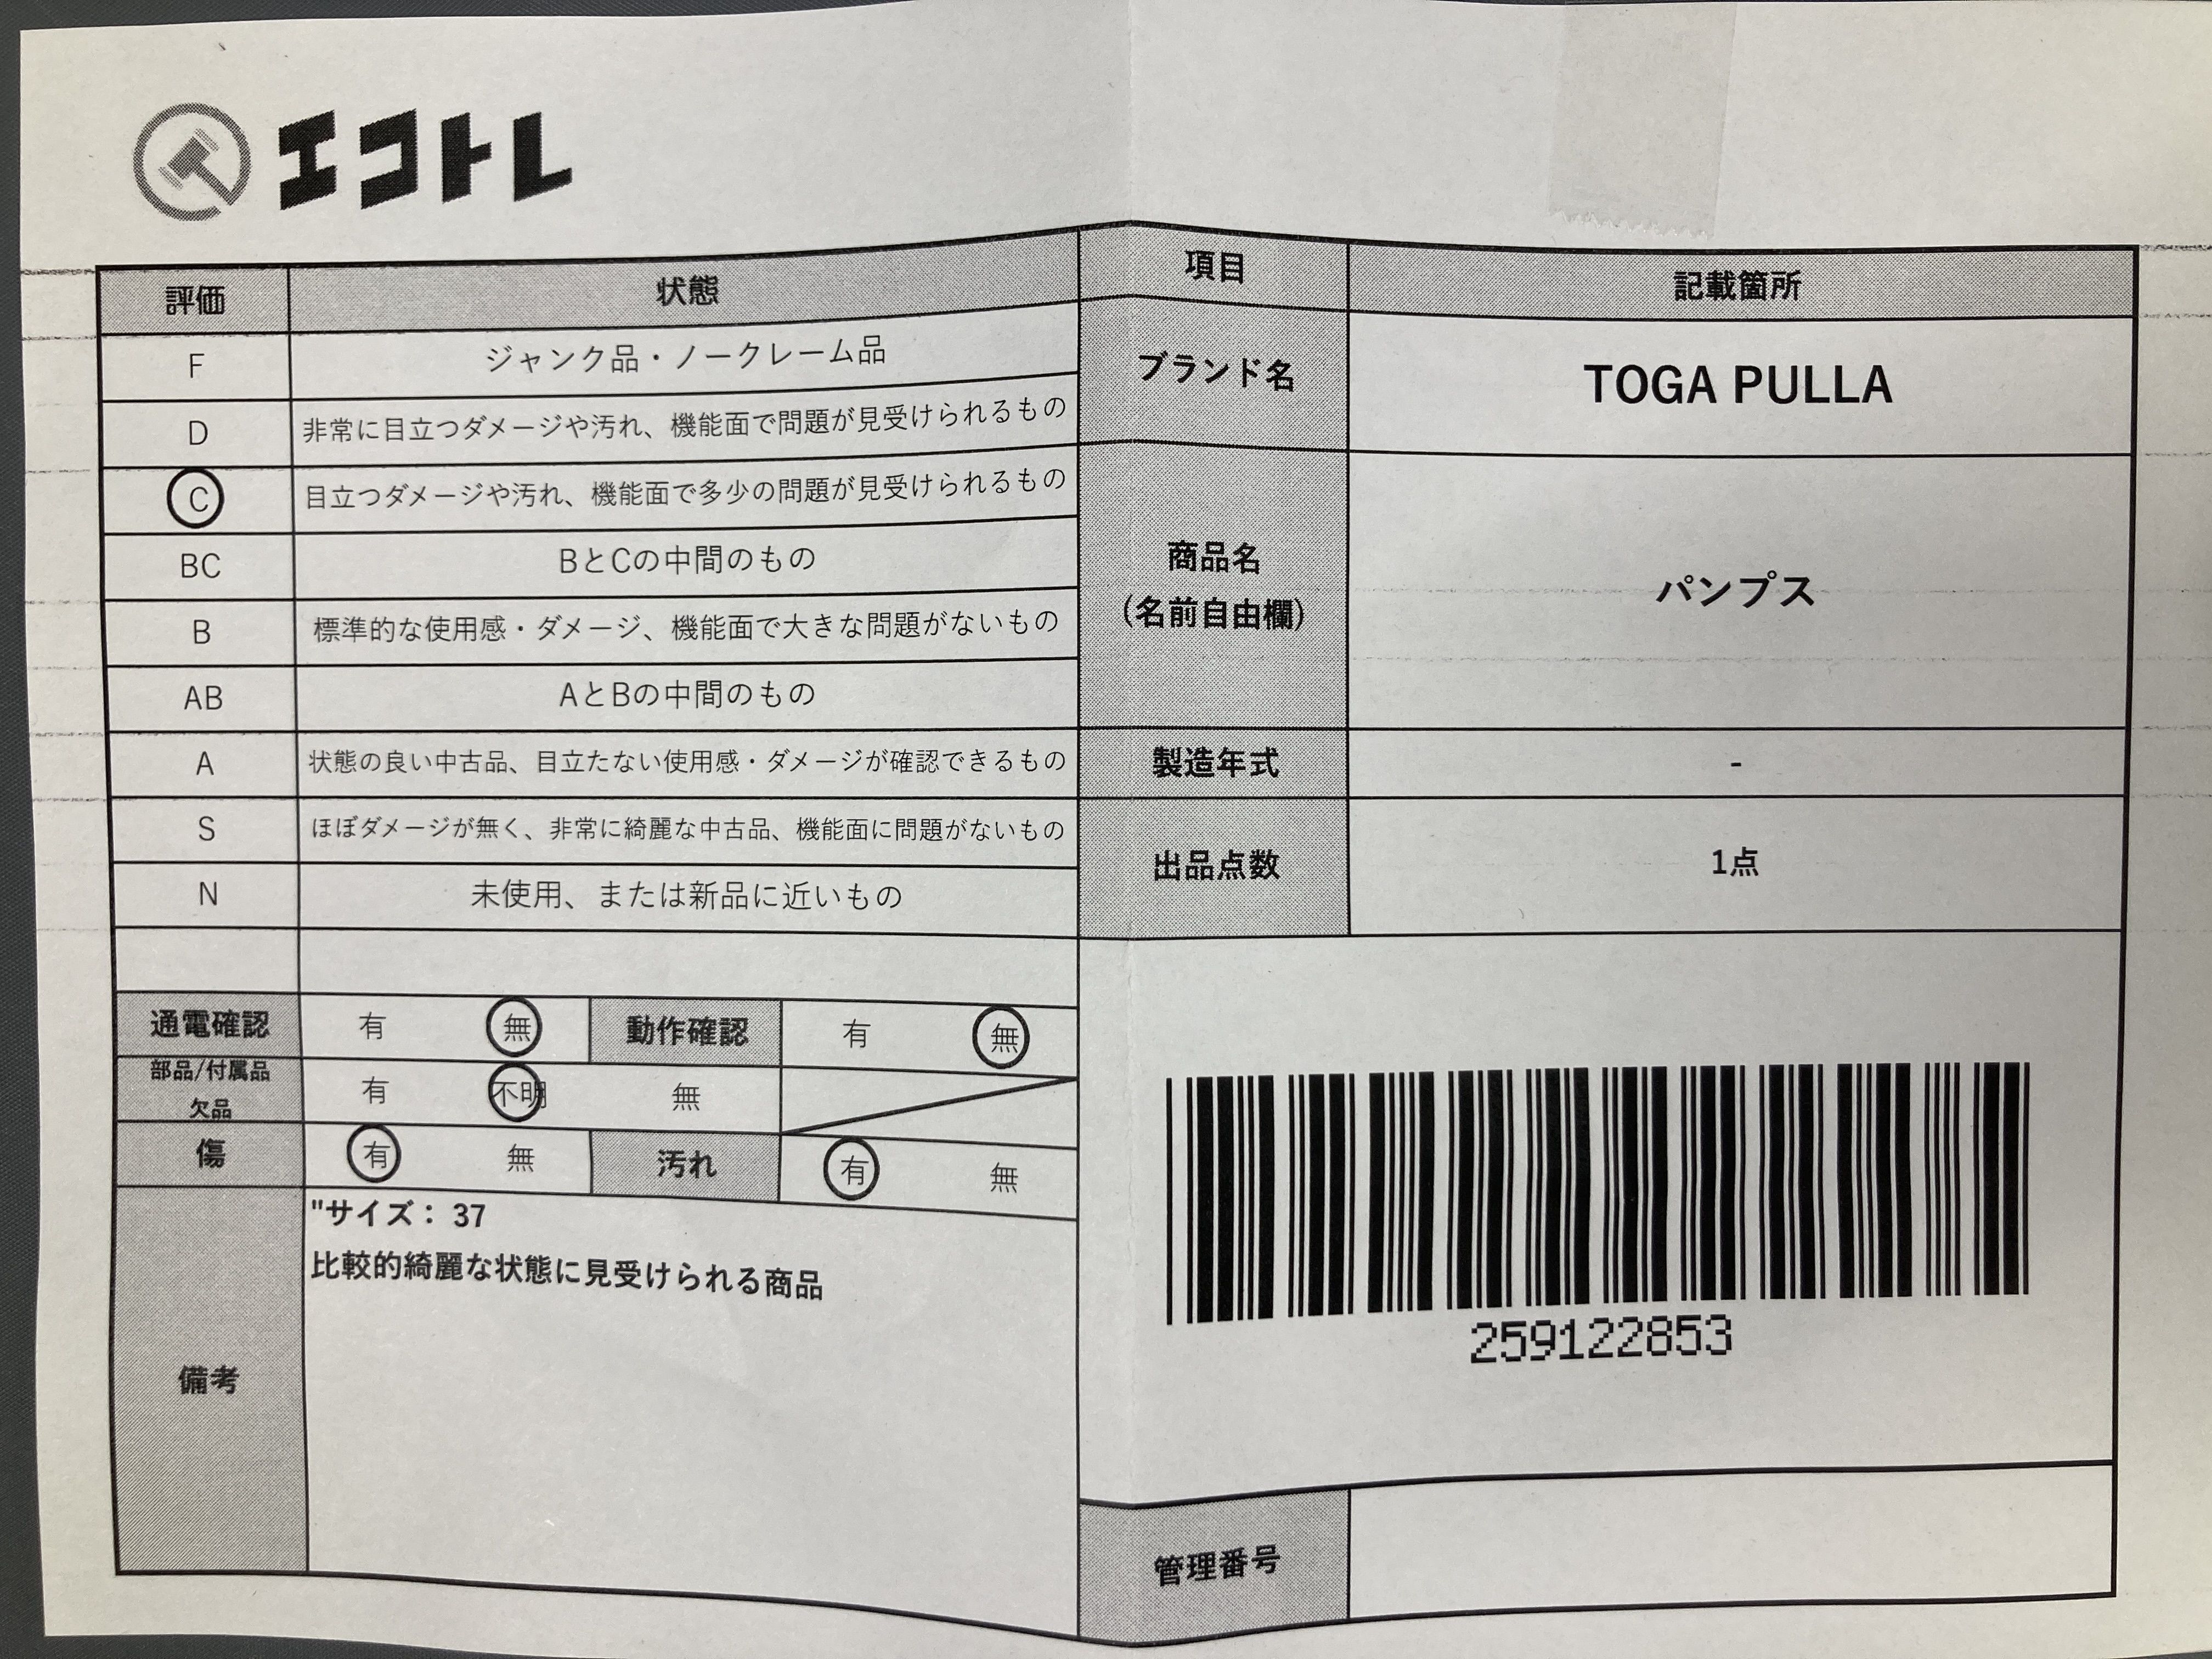 エコトレ
評価 状態
F ジャンク品・ノークレーム品
D 非常に目立つダメージや汚れ、機能面で問題が見受けられるもの
C 目立つダメージや汚れ、機能面で多少の問題が見受けられるもの
BC BとCの中間のもの
B 標準的な使用感・ダメージ、機能面で大きな問題がないもの
AB AとBの中間のもの
A 状態の良い中古品、目立たない使用感・ダメージが確認できるもの
S ほぼダメージが無く、非常に綺麗な中古品、機能面に問題がないもの
N 未使用、または新品に近いもの
通電確認 有 無 動作確認 有 無
部品/付属品
欠品 有 不明 無
傷 有 無 汚れ 有 無
備考
"サイズ： 37
比較的綺麗な状態に見受けられる商品
項目 記載箇所
ブランド名 TOGA PULLA
商品名
(名前自由欄)
パンプス
製造年式 -
出品点数 1点
259122853
管理番号